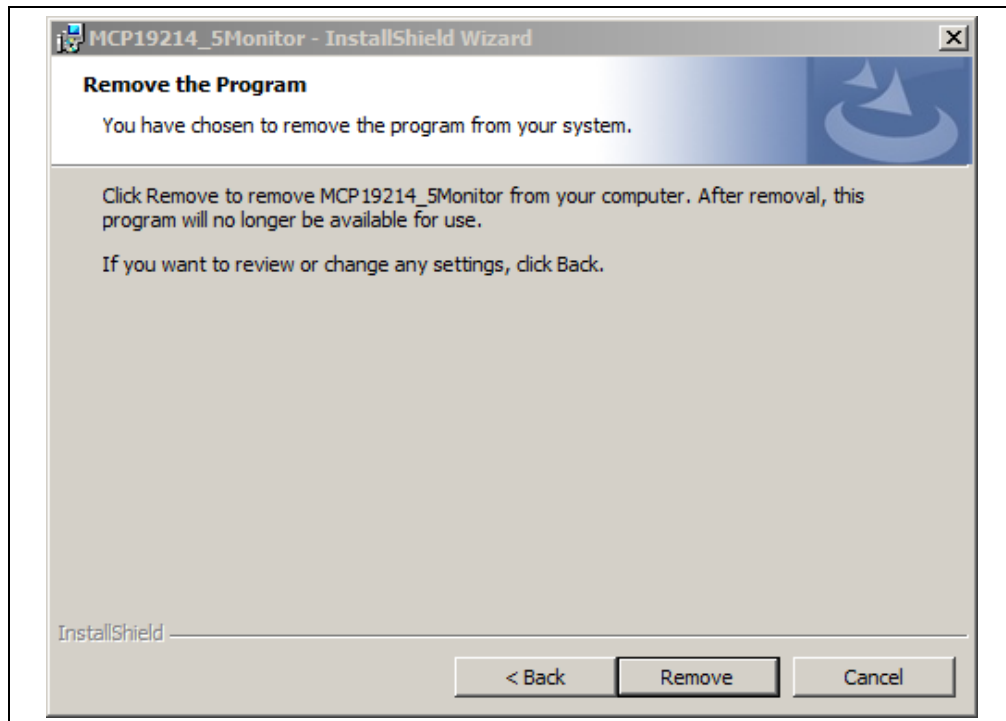 MCP19214_5Monitor - InstallShield Wizard
Remove the Program
You have chosen to remove the program from your system.
Click Remove to remove MCP19214_5Monitor from your computer. After removal, this
program will no longer be available for use.
If you want to review or change any settings, click Back.
InstallShield
< Back
Remove
Cancel